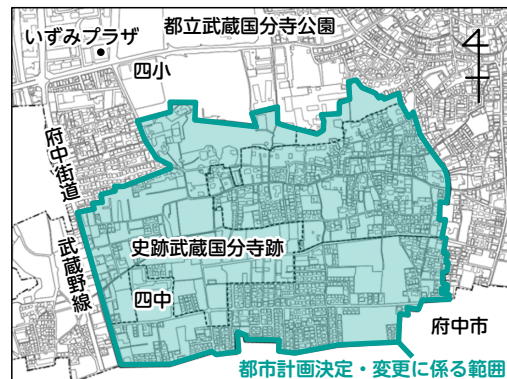 都立武蔵国分寺公園
いずみプラザ
四小
府中街道
武蔵野線
史跡武蔵国分寺跡
四中
府中市
都市計画決定・変更に係る範囲